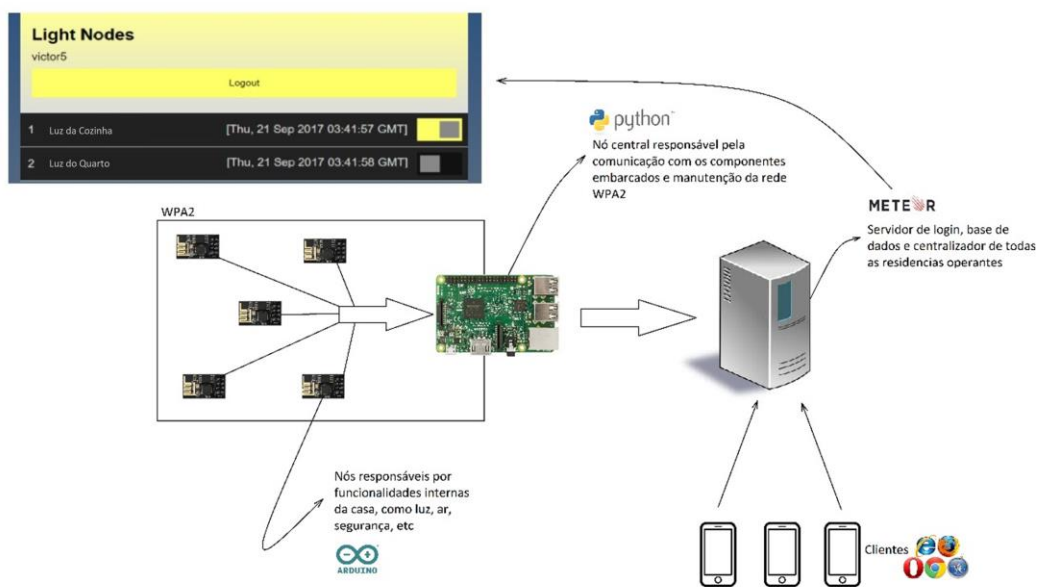 Light Nodes
victor5
Logout
1 Luz da Cozinha [Thu, 21 Sep 2017 03:41:57 GMT]
2 Luz do Quarto [Thu, 21 Sep 2017 03:41:58 GMT]
python
Nó central responsável pela
comunicação com os componentes
embarcados e manutenção da rede
WPA2
METEOR
Servidor de login, base de
dados e centralizador de todas
as residencias operantes
WPA2
Nós responsáveis por
funcionalidades internas
da casa, como luz, ar,
segurança, etc
ARDUINO
Clientes